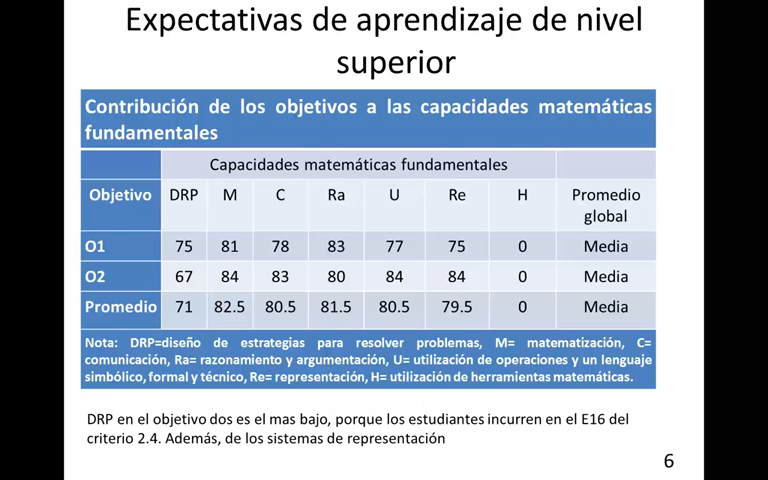 Expectativas de aprendizaje de nivel
superior
Contribución de los objetivos a las capacidades matemáticas
fundamentales
Capacidades matemáticas fundamentales
Objetivo DRP M C Ra U Re H Promedio
global
O1 75 81 78 83 77 75 0 Media
O2 67 84 83 80 84 84 0 Media
Promedio 71 82.5 80.5 81.5 80.5 79.5 0 Media
Nota: DRP=diseño de estrategias para resolver problemas, M= matematización, C=
comunicación, Ra= razonamiento y argumentación, U= utilización de operaciones y un lenguaje
simbólico, formal y técnico, Re= representación, H= utilización de herramientas matemáticas.
DRP en el objetivo dos es el mas bajo, porque los estudiantes incurren en el E16 del
criterio 2.4. Además, de los sistemas de representación
6